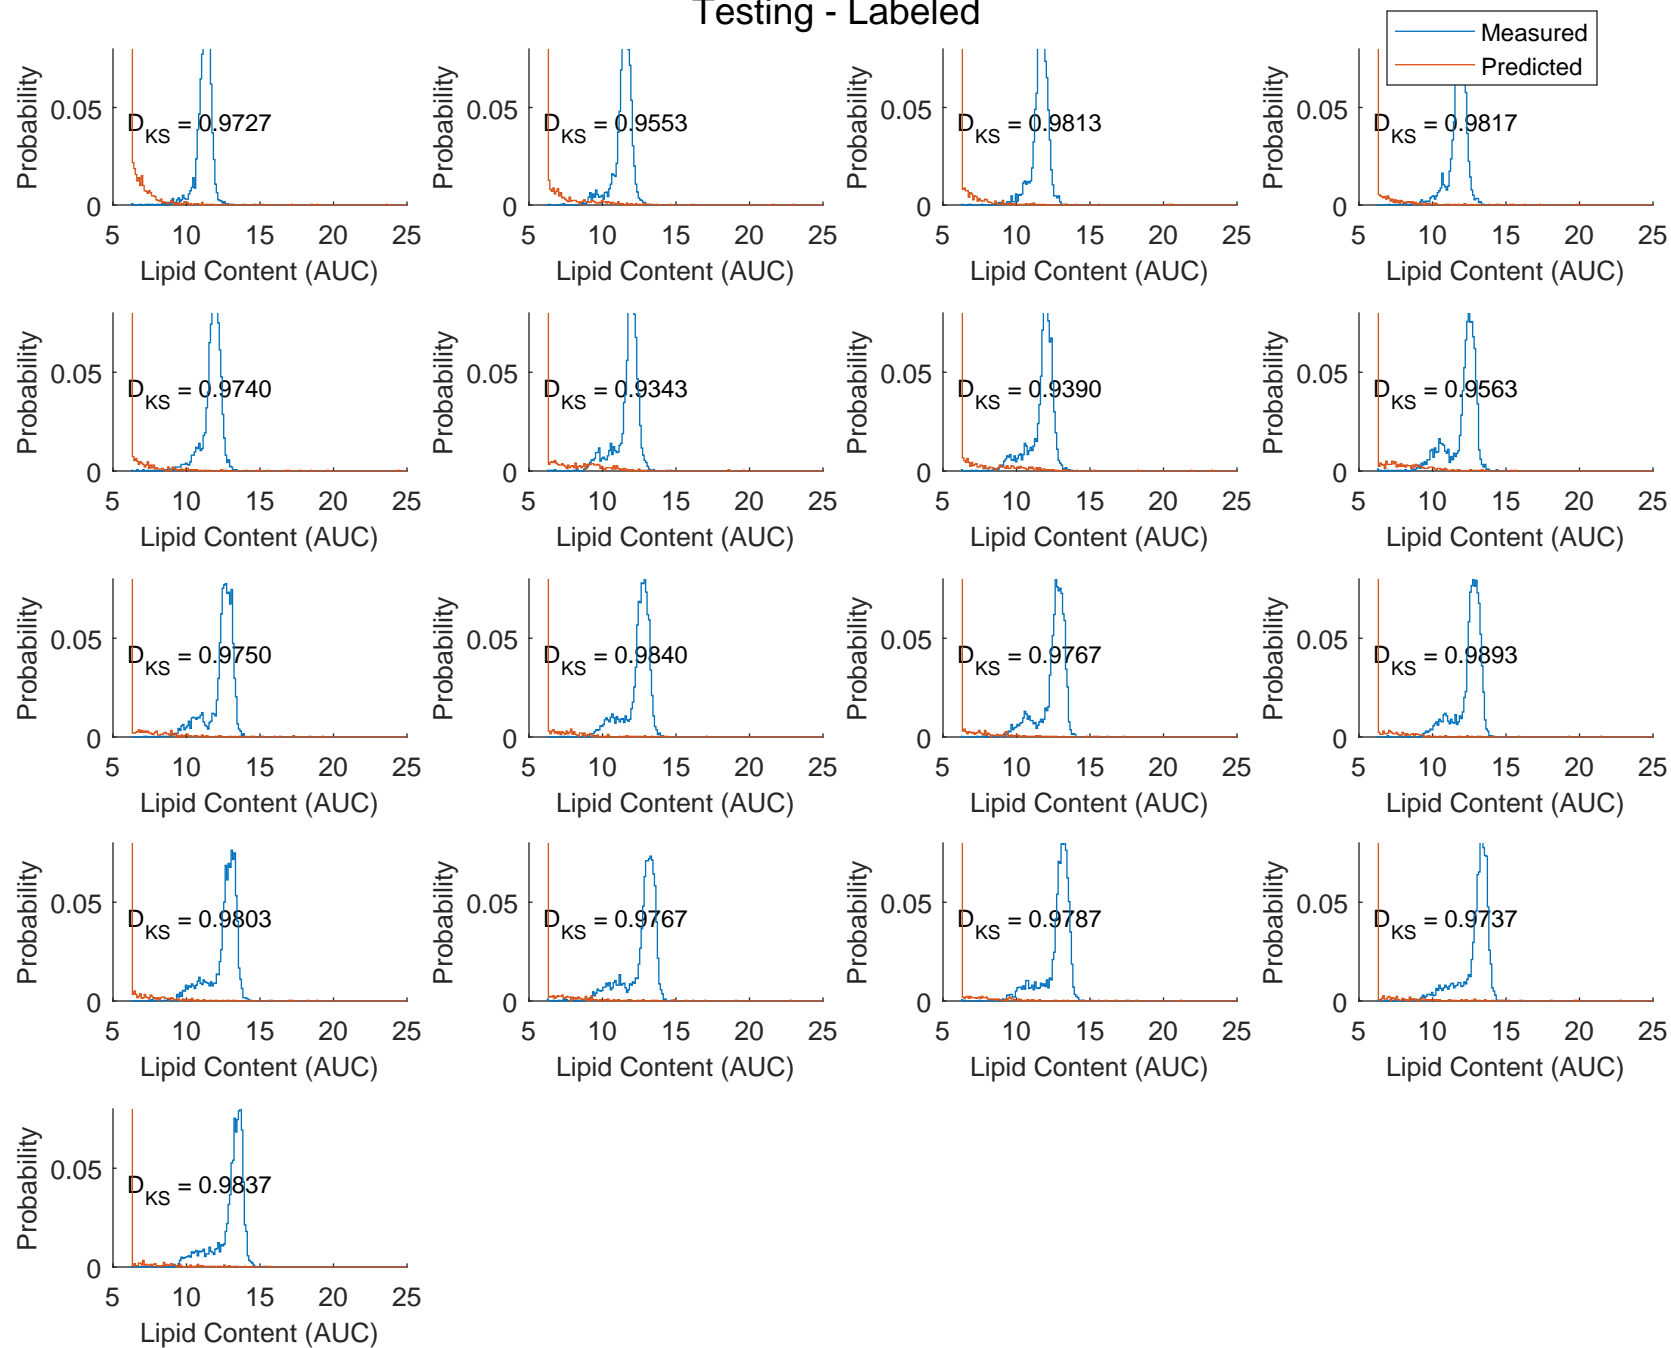 Testing - Labeled
Measured
Predicted
Probability
0.05
0
D_KS = 0.9727
5 10 15 20 25
Lipid Content (AUC)
Probability
0.05
0
D_KS = 0.9553
5 10 15 20 25
Lipid Content (AUC)
Probability
0.05
0
D_KS = 0.9813
5 10 15 20 25
Lipid Content (AUC)
Probability
0.05
0
D_KS = 0.9817
5 10 15 20 25
Lipid Content (AUC)
Probability
0.05
0
D_KS = 0.9740
5 10 15 20 25
Lipid Content (AUC)
Probability
0.05
0
D_KS = 0.9343
5 10 15 20 25
Lipid Content (AUC)
Probability
0.05
0
D_KS = 0.9390
5 10 15 20 25
Lipid Content (AUC)
Probability
0.05
0
D_KS = 0.9563
5 10 15 20 25
Lipid Content (AUC)
Probability
0.05
0
D_KS = 0.9750
5 10 15 20 25
Lipid Content (AUC)
Probability
0.05
0
D_KS = 0.9840
5 10 15 20 25
Lipid Content (AUC)
Probability
0.05
0
D_KS = 0.9767
5 10 15 20 25
Lipid Content (AUC)
Probability
0.05
0
D_KS = 0.9893
5 10 15 20 25
Lipid Content (AUC)
Probability
0.05
0
D_KS = 0.9803
5 10 15 20 25
Lipid Content (AUC)
Probability
0.05
0
D_KS = 0.9767
5 10 15 20 25
Lipid Content (AUC)
Probability
0.05
0
D_KS = 0.9787
5 10 15 20 25
Lipid Content (AUC)
Probability
0.05
0
D_KS = 0.9737
5 10 15 20 25
Lipid Content (AUC)
Probability
0.05
0
D_KS = 0.9837
5 10 15 20 25
Lipid Content (AUC)